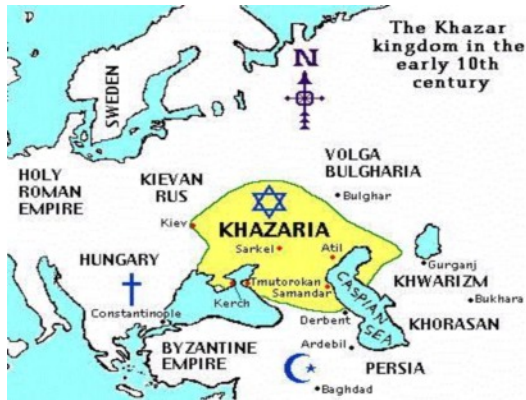 The Khazar
kingdom in the
early 10th
century
N
SWEDEN
HOLY
ROMAN
EMPIRE
KIEVAN
RUS
VOLGA
BULGHARIA
Bulghar
Kiev
KHAZARIA
Sarkel
Atil
HUNGARY
Gurganj
KHWARIZM
Tmutorokan
Samandar
CASPIAN
SEA
Kerch
Bukhara
Constantinople
Derbent
KHORASAN
BYZANTINE
EMPIRE
Ardebil
PERSIA
Baghdad